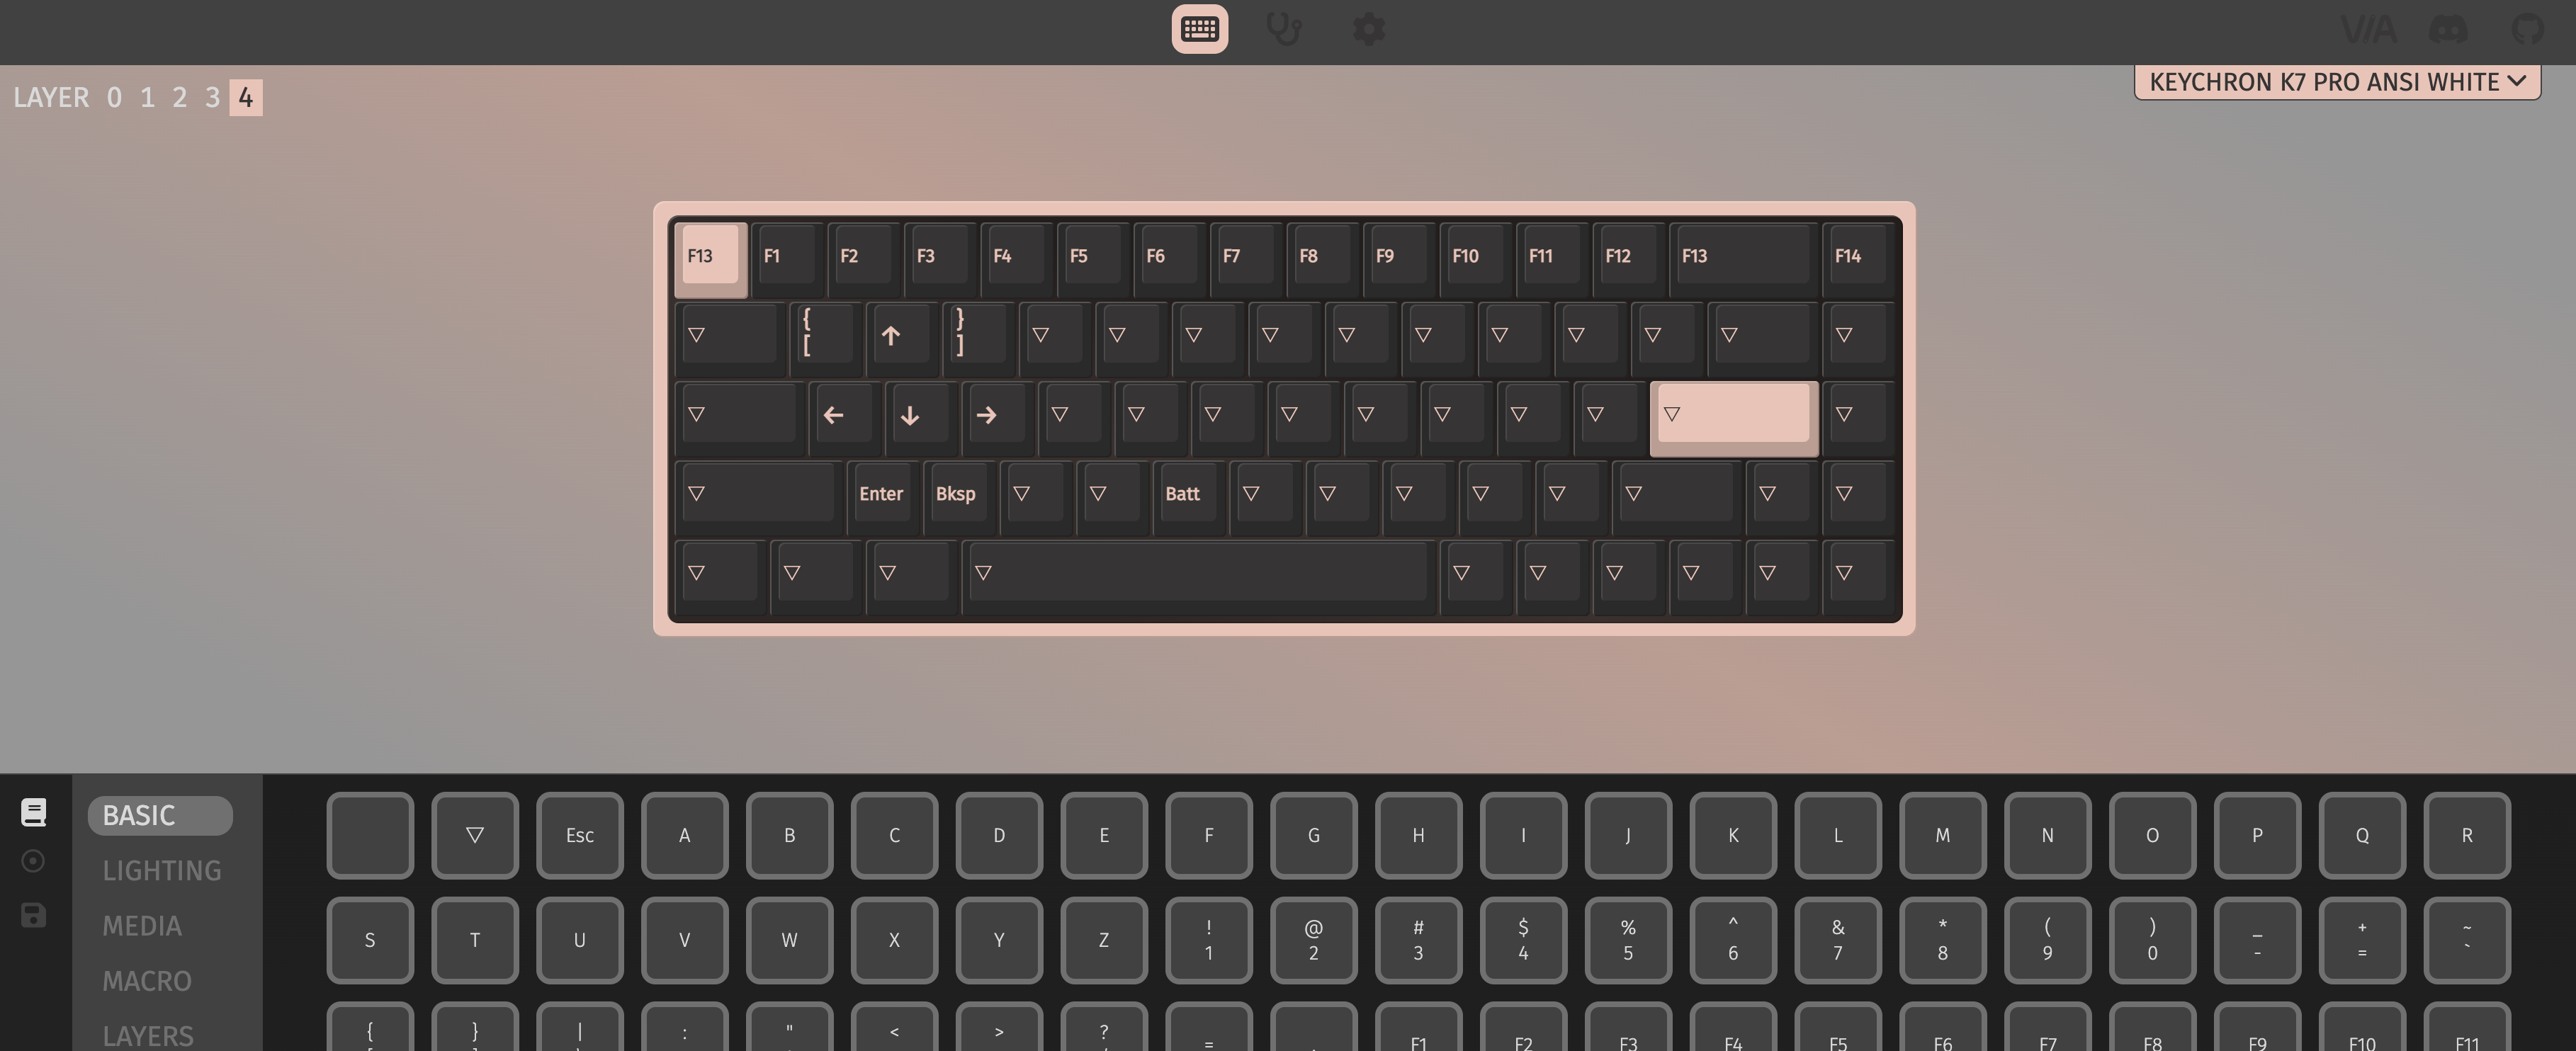 VIA
LAYER 0 1 2 3 4
KEYCHRON K7 PRO ANSI WHITE
F13 F1 F2 F3 F4 F5 F6 F7 F8 F9 F10 F11 F12 F13 F14
▽ { [ ↑ } ] ▽ ▽ ▽ ▽ ▽ ▽ ▽ ▽ ▽ ▽ ▽
▽ ← ↓ → ▽ ▽ ▽ ▽ ▽ ▽ ▽ ▽ ▽ ▽
▽ Enter Bksp ▽ ▽ Batt ▽ ▽ ▽ ▽ ▽ ▽ ▽ ▽
▽ ▽ ▽ ▽ ▽ ▽ ▽ ▽ ▽ ▽
BASIC
LIGHTING
MEDIA
MACRO
LAYERS
▽ Esc A B C D E F G H I J K L M N O P Q R
S T U V W X Y Z ! @ # $ % ^ & * ( ) _ + ~
1 2 3 4 5 6 7 8 9 0 - = `
{ } | : " < > ? = F1 F2 F3 F4 F5 F6 F7 F8 F9 F10 F11